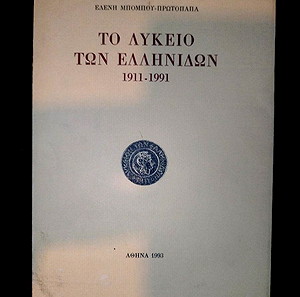 ΕΛΕΝΗ ΜΠΟΜΠΟΥ-ΠΡΩΤΟΠΑΠΑ
ΤΟ ΛΥΚΕΙΟ
ΤΩΝ ΕΛΛΗΝΙΔΩΝ
1911-1991
ΑΘΗΝΑ 1993